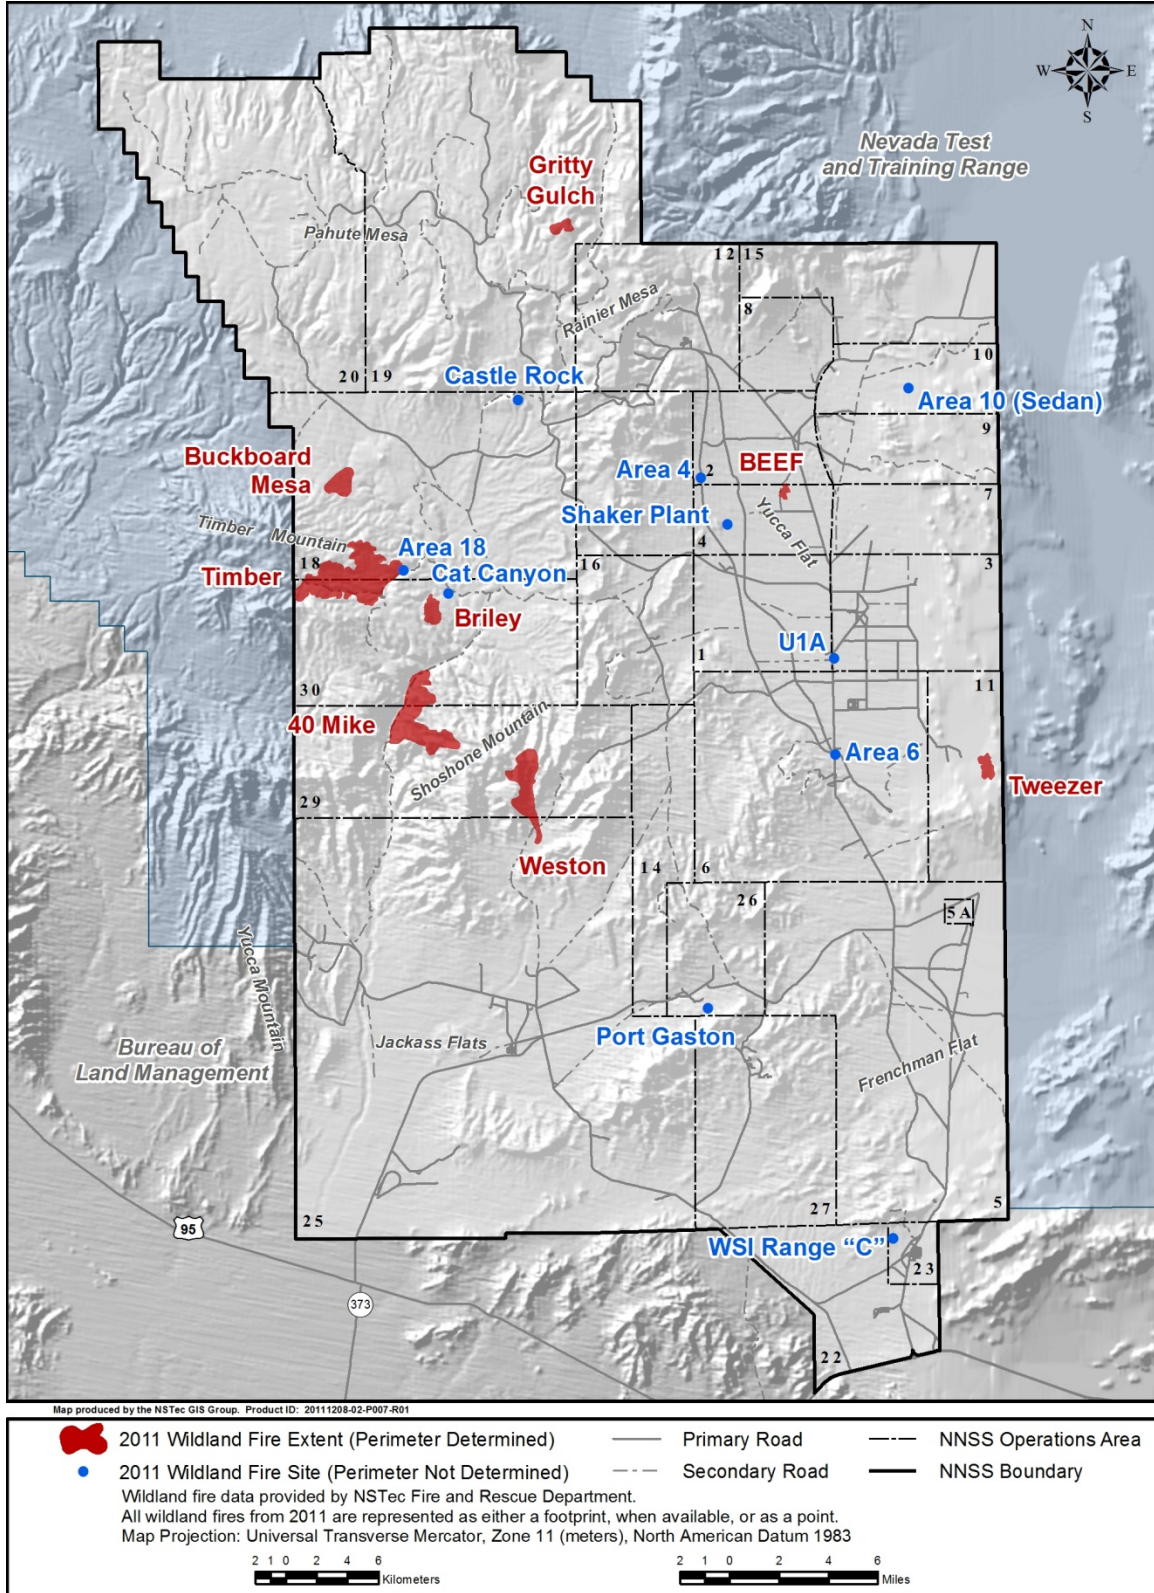 N
W
E
S
Nevada Test
and Training Range
Gritty
Gulch
Pahute Mesa
12
15
Rainier Mesa
8
10
20
19
Castle Rock
Area 10 (Sedan)
9
Buckboard
Mesa
Area 4
2
BEEF
7
Timber Mountain
Shaker Plant
Yucca Flat
4
Area 18
18
16
3
Timber
Cat Canyon
Briley
U1A
1
30
11
40 Mike
Shoshone Mountain
Area 6
Tweezer
29
Weston
14
6
26
5A
Yucca Mountain
Port Gaston
Jackass Flats
Bureau of
Land Management
Frenchman Flat
25
27
5
95
WSI Range “C”
23
373
22
Map produced by the NSTec GIS Group. Product ID: 20111208-02-P007-R01
2011 Wildland Fire Extent (Perimeter Determined)
Primary Road
NNSS Operations Area
2011 Wildland Fire Site (Perimeter Not Determined)
Secondary Road
NNSS Boundary
Wildland fire data provided by NSTec Fire and Rescue Department.
All wildland fires from 2011 are represented as either a footprint, when available, or as a point.
Map Projection: Universal Transverse Mercator, Zone 11 (meters), North American Datum 1983
2 1 0 2 4 6
Kilometers
2 1 0 2 4 6
Miles